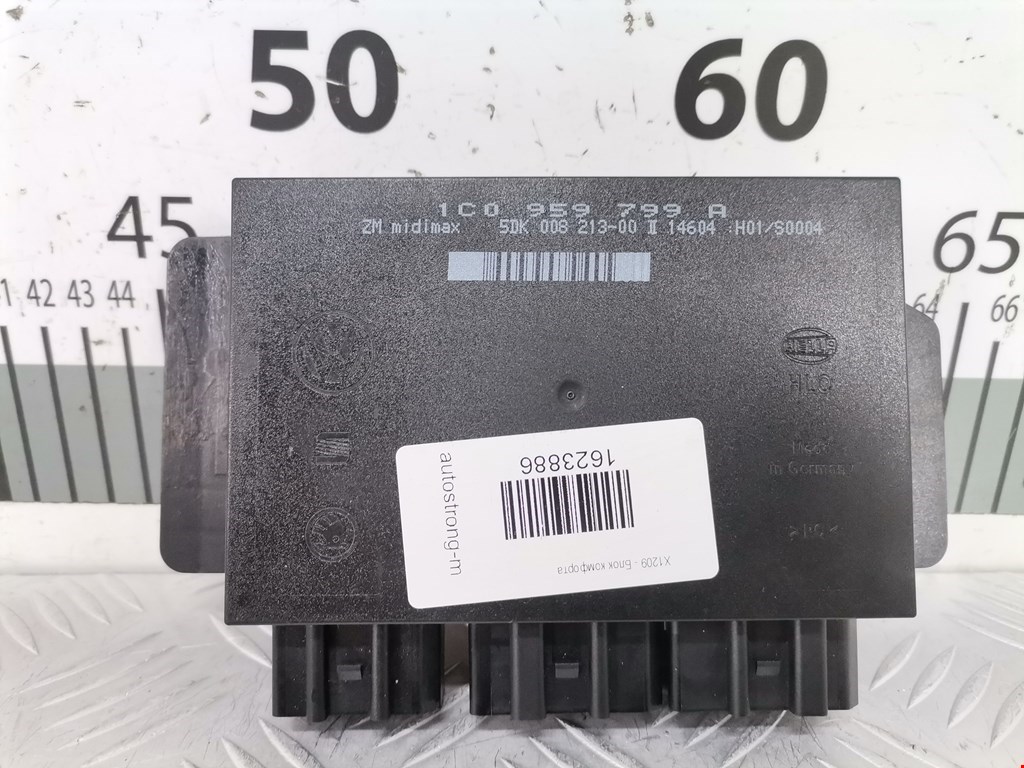 50
60
45
65
41 42 43 44
64
66
1C0 959 799 A
ZM midimax 5DK 008 213-00 II 14604 :H01/S0004
HELLA
HLO
Made
in Germany
1623886
autostrong-m
X1209 - Блок комфорта